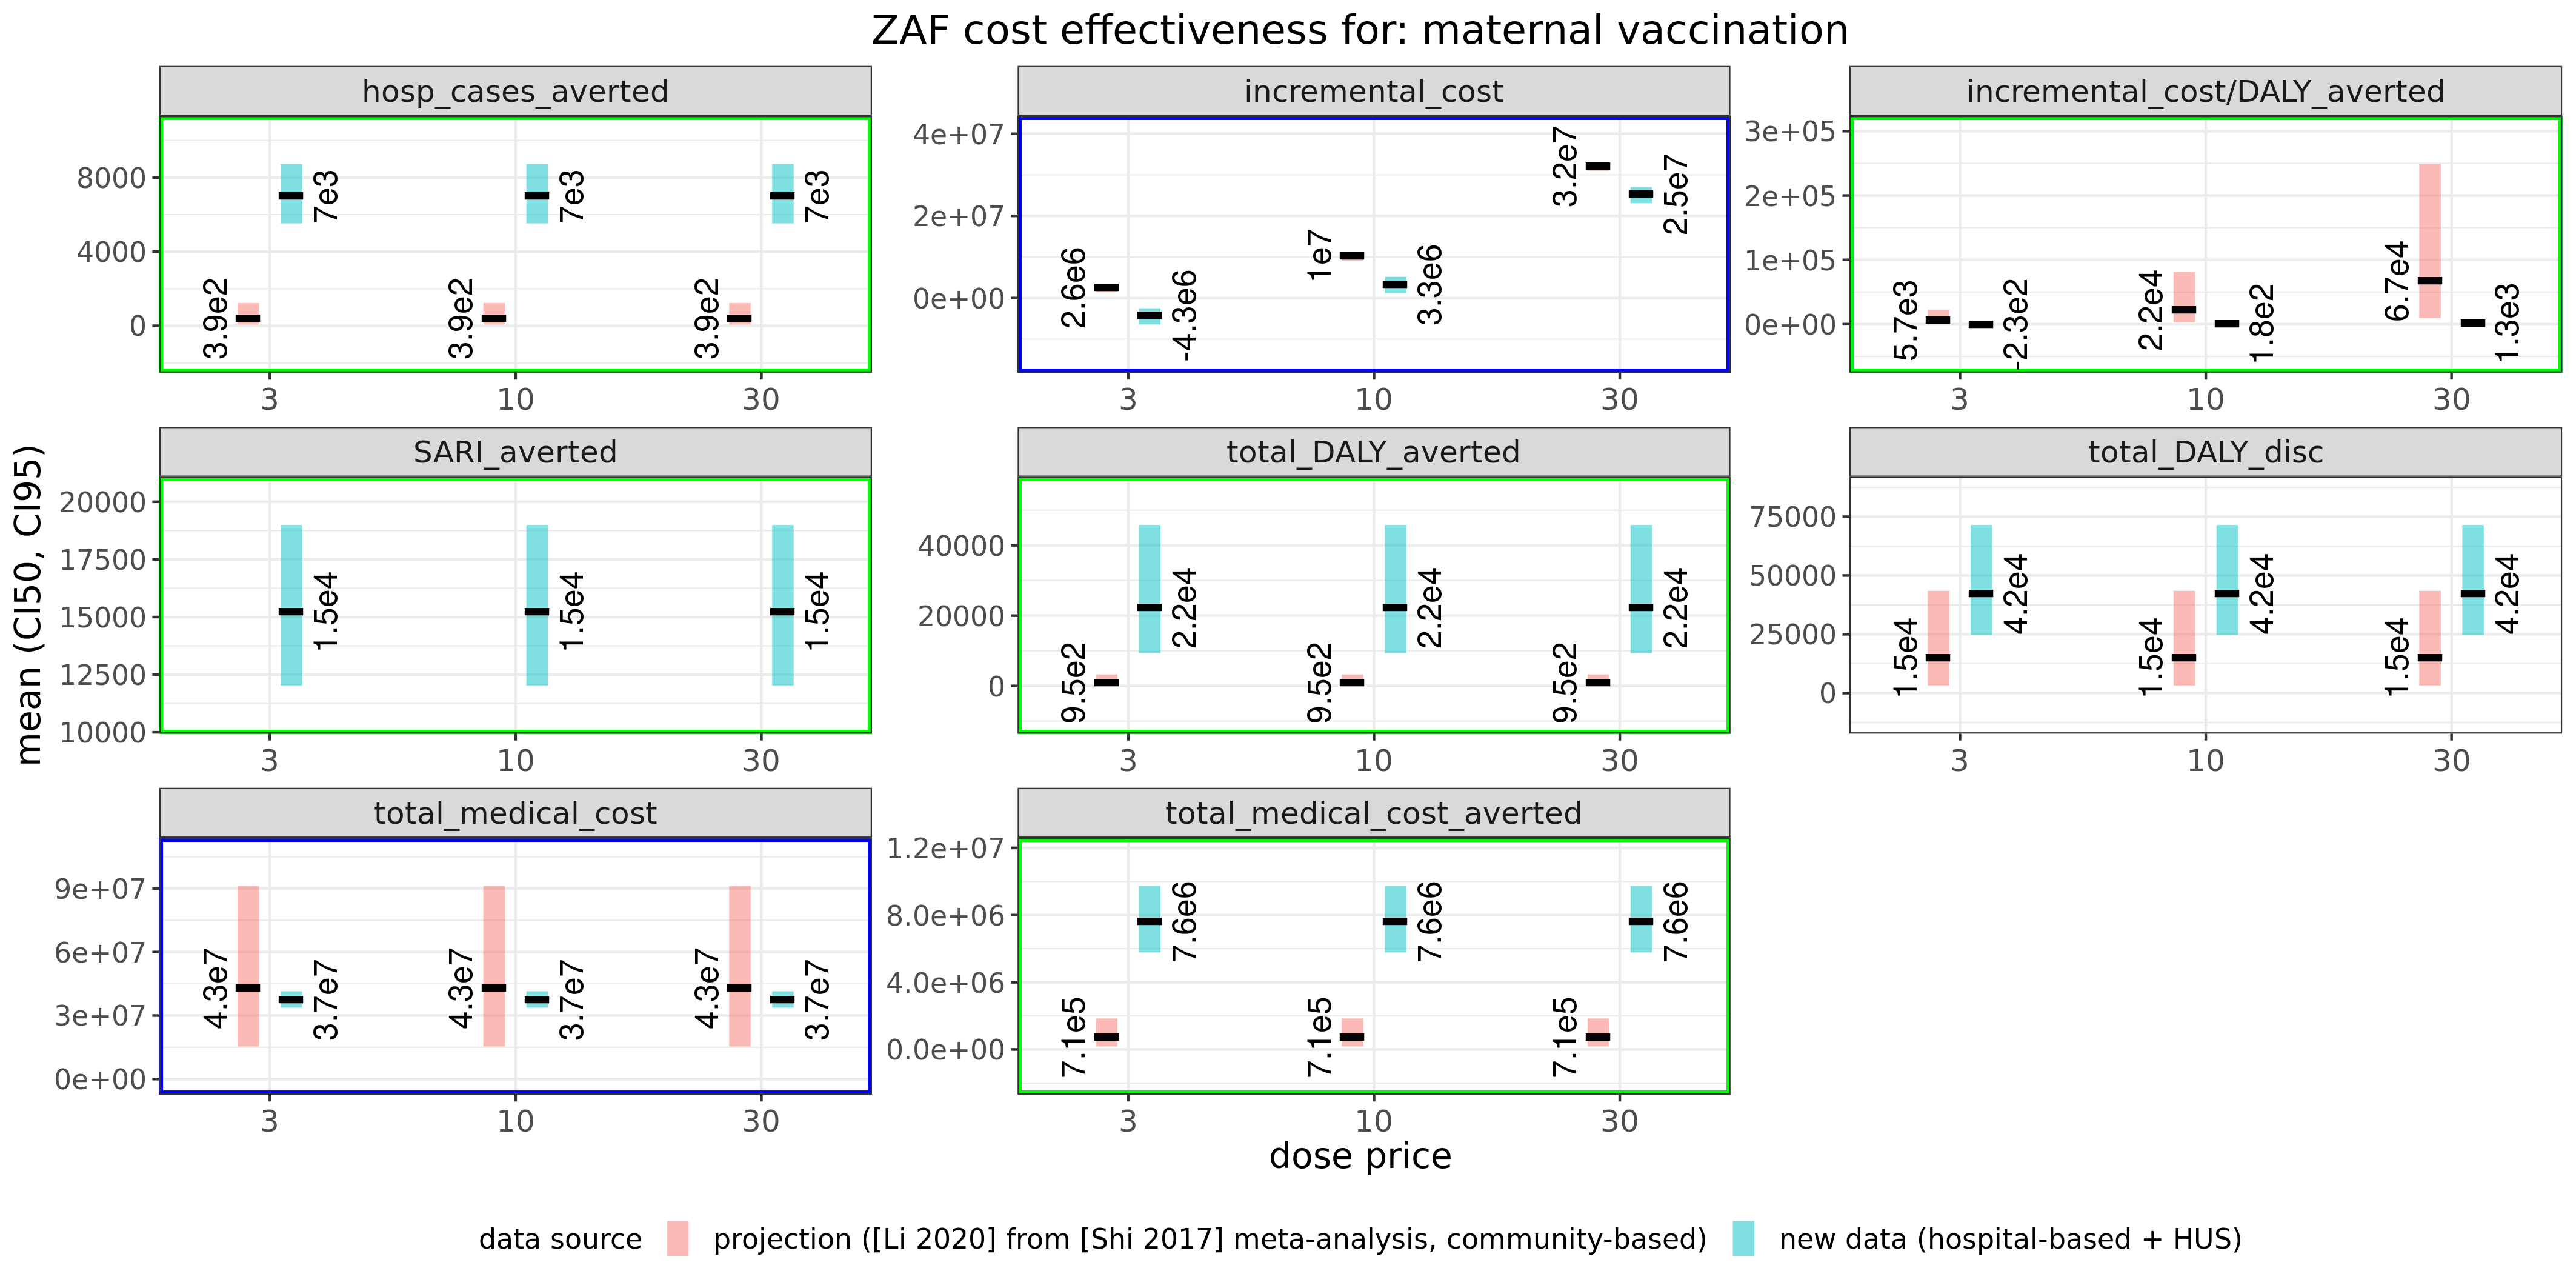 ZAF cost effectiveness for: maternal vaccination
mean (CI50, CI95)
hosp_cases_averted
8000
4000
0
3.9e2
7e3
3.9e2
7e3
3.9e2
7e3
3
10
30
incremental_cost
4e+07
2e+07
0e+00
2.6e6
-4.3e6
1e7
3.3e6
3.2e7
2.5e7
3
10
30
incremental_cost/DALY_averted
3e+05
2e+05
1e+05
0e+00
5.7e3
-2.3e2
2.2e4
1.8e2
6.7e4
1.3e3
3
10
30
SARI_averted
20000
17500
15000
12500
10000
1.5e4
1.5e4
1.5e4
3
10
30
total_DALY_averted
40000
20000
0
9.5e2
2.2e4
9.5e2
2.2e4
9.5e2
2.2e4
3
10
30
total_DALY_disc
75000
50000
25000
0
1.5e4
4.2e4
1.5e4
4.2e4
1.5e4
4.2e4
3
10
30
total_medical_cost
9e+07
6e+07
3e+07
0e+00
4.3e7
3.7e7
4.3e7
3.7e7
4.3e7
3.7e7
3
10
30
total_medical_cost_averted
1.2e+07
8.0e+06
4.0e+06
0.0e+00
7.1e5
7.6e6
7.1e5
7.6e6
7.1e5
7.6e6
3
10
30
dose price
data source projection ([Li 2020] from [Shi 2017] meta-analysis, community-based) new data (hospital-based + HUS)